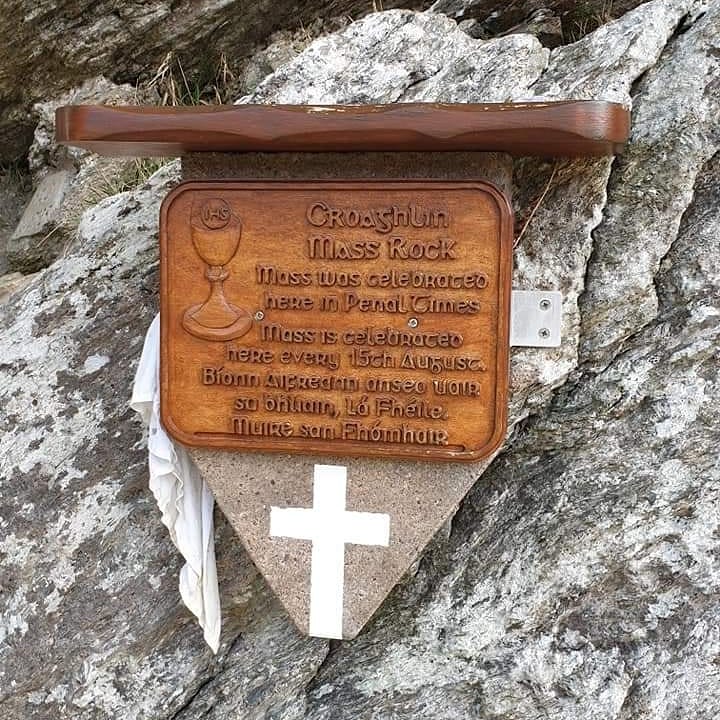 IHS
Croaghlin
Mass Rock
Mass was celebrated
here in Penal Times
Mass is celebrated
here every 15th August.
Bíonn Aifreann anseo uair
sa bhliain, Lá Fhéile,
Muire san Fhómhair